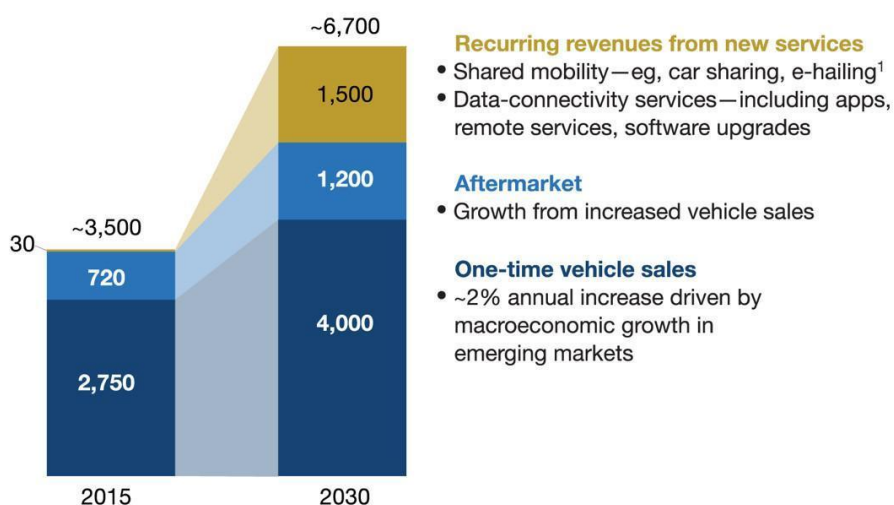 ~6,700
1,500
1,200
4,000
~3,500
30
720
2,750
2015
2030
Recurring revenues from new services
• Shared mobility—eg, car sharing, e-hailing¹
• Data-connectivity services—including apps,
remote services, software upgrades
Aftermarket
• Growth from increased vehicle sales
One-time vehicle sales
• ~2% annual increase driven by
macroeconomic growth in
emerging markets